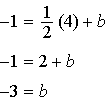 −1 = 1/2 (4) + b
−1 = 2 + b
−3 = b